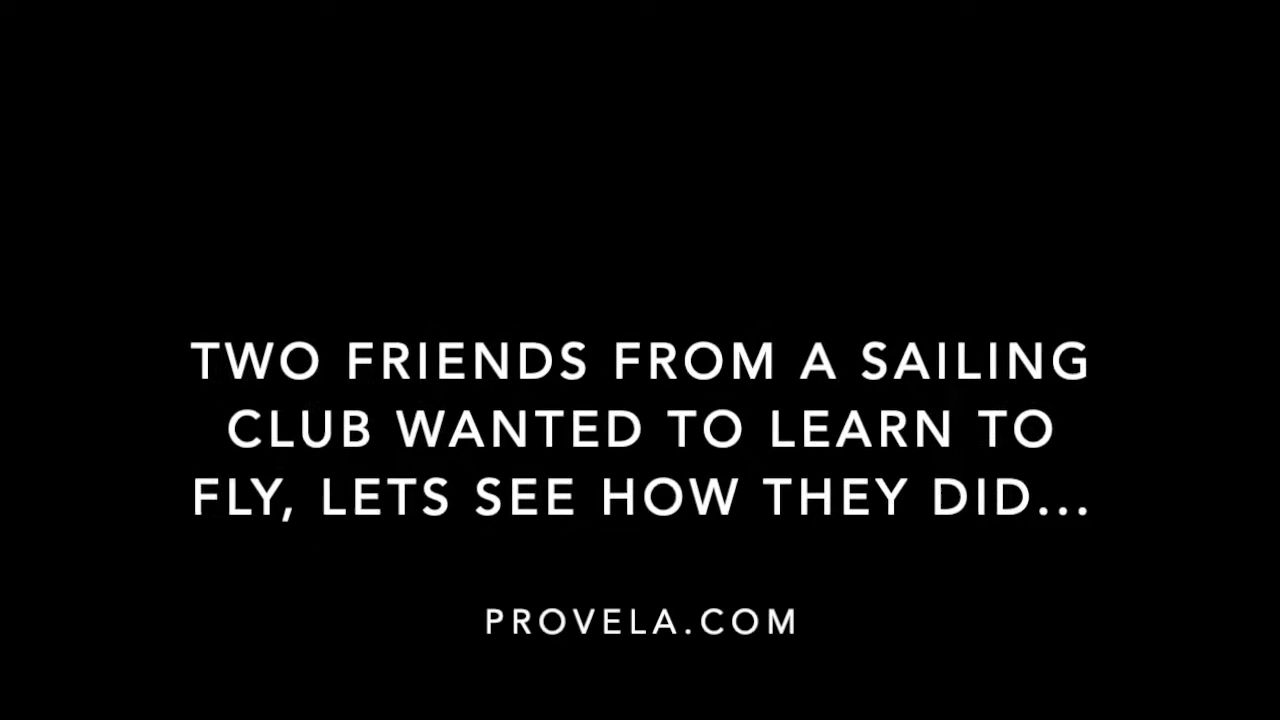 TWO FRIENDS FROM A SAILING
CLUB WANTED TO LEARN TO
FLY, LETS SEE HOW THEY DID...
PROVELA.COM